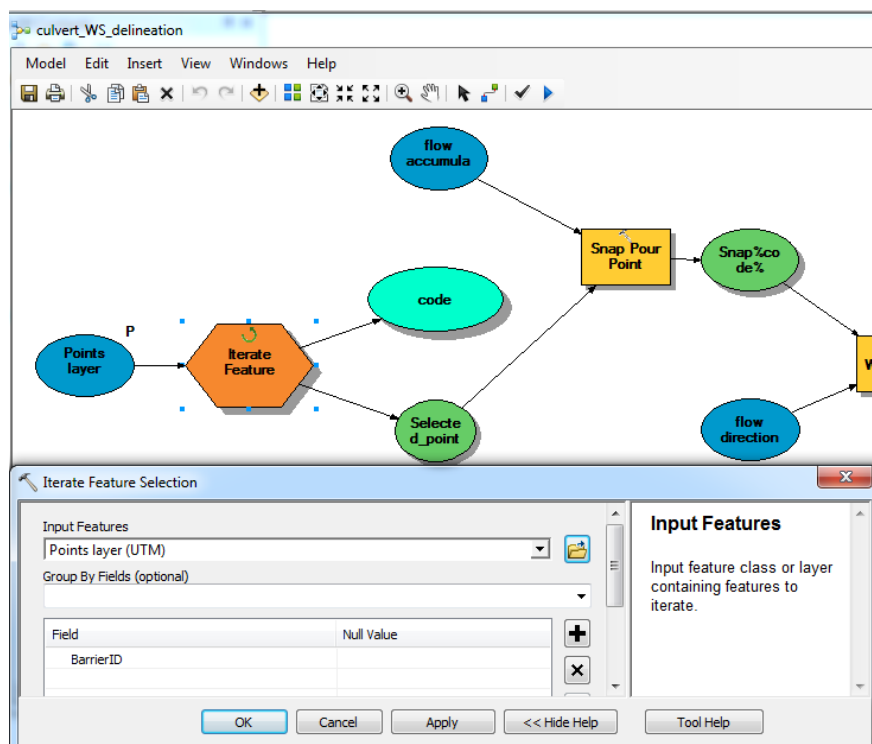 culvert_WS_delineation
Model Edit Insert View Windows Help
flow
accumula
Snap Pour
Point
Snap%co
de%
code
P
Points
layer
Iterate
Feature
W
Selecte
d_point
flow
direction
Iterate Feature Selection
Input Features
Points layer (UTM)
Group By Fields (optional)
Field Null Value
BarrierID
Input Features
Input feature class or layer
containing features to
iterate.
OK Cancel Apply << Hide Help Tool Help